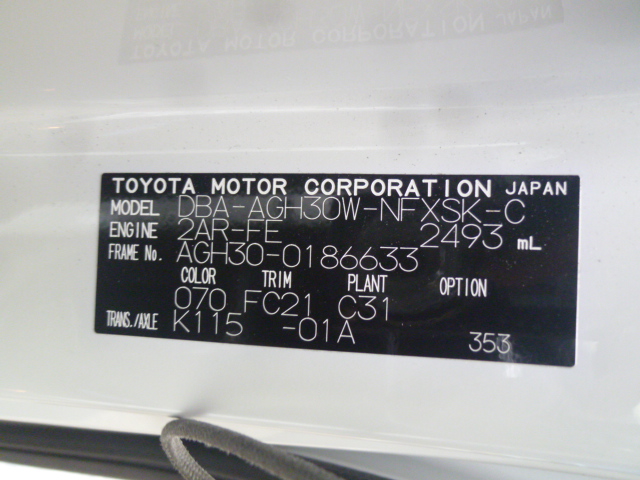 TOYOTA MOTOR CORPORATION JAPAN
MODEL DBA-AGH30W-NFXSK-C
ENGINE 2AR-FE 2493 mL
FRAME No. AGH30-0186633
COLOR TRIM PLANT OPTION
070 FC21 C31
TRANS./AXLE K115 -01A
353